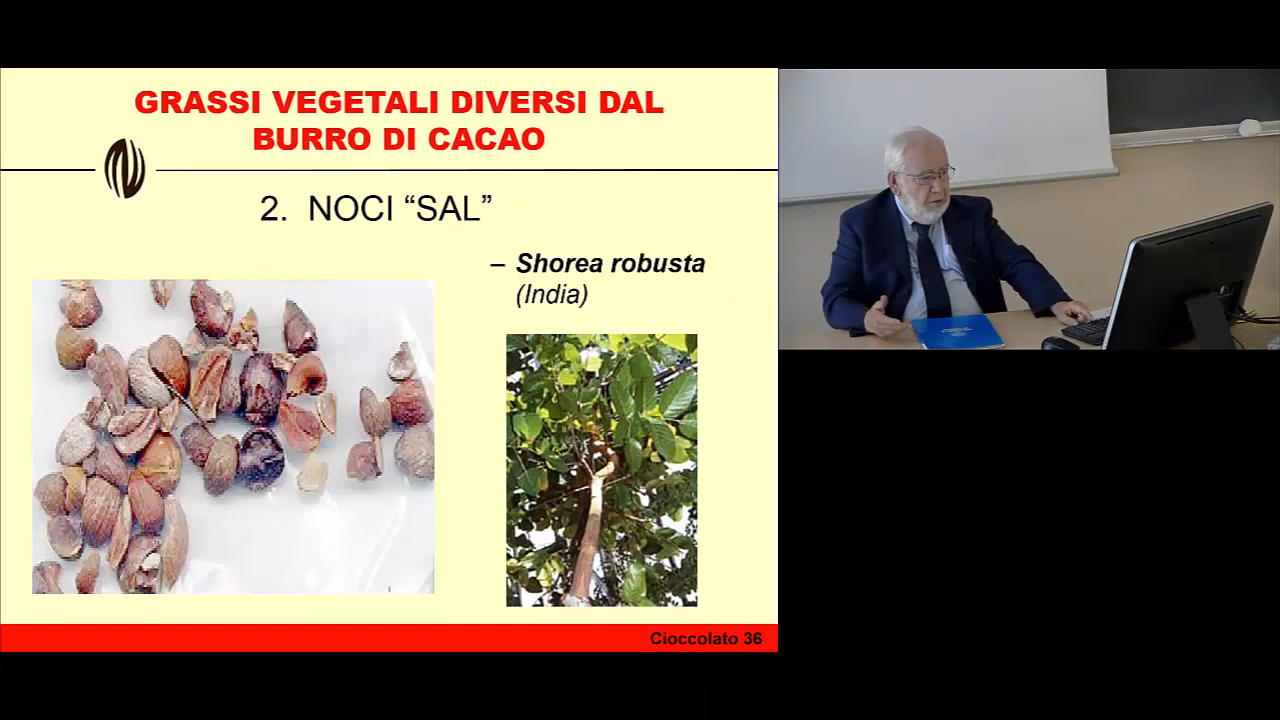 GRASSI VEGETALI DIVERSI DAL
BURRO DI CACAO
2. NOCI “SAL”
– Shorea robusta
(India)
Cioccolato 36